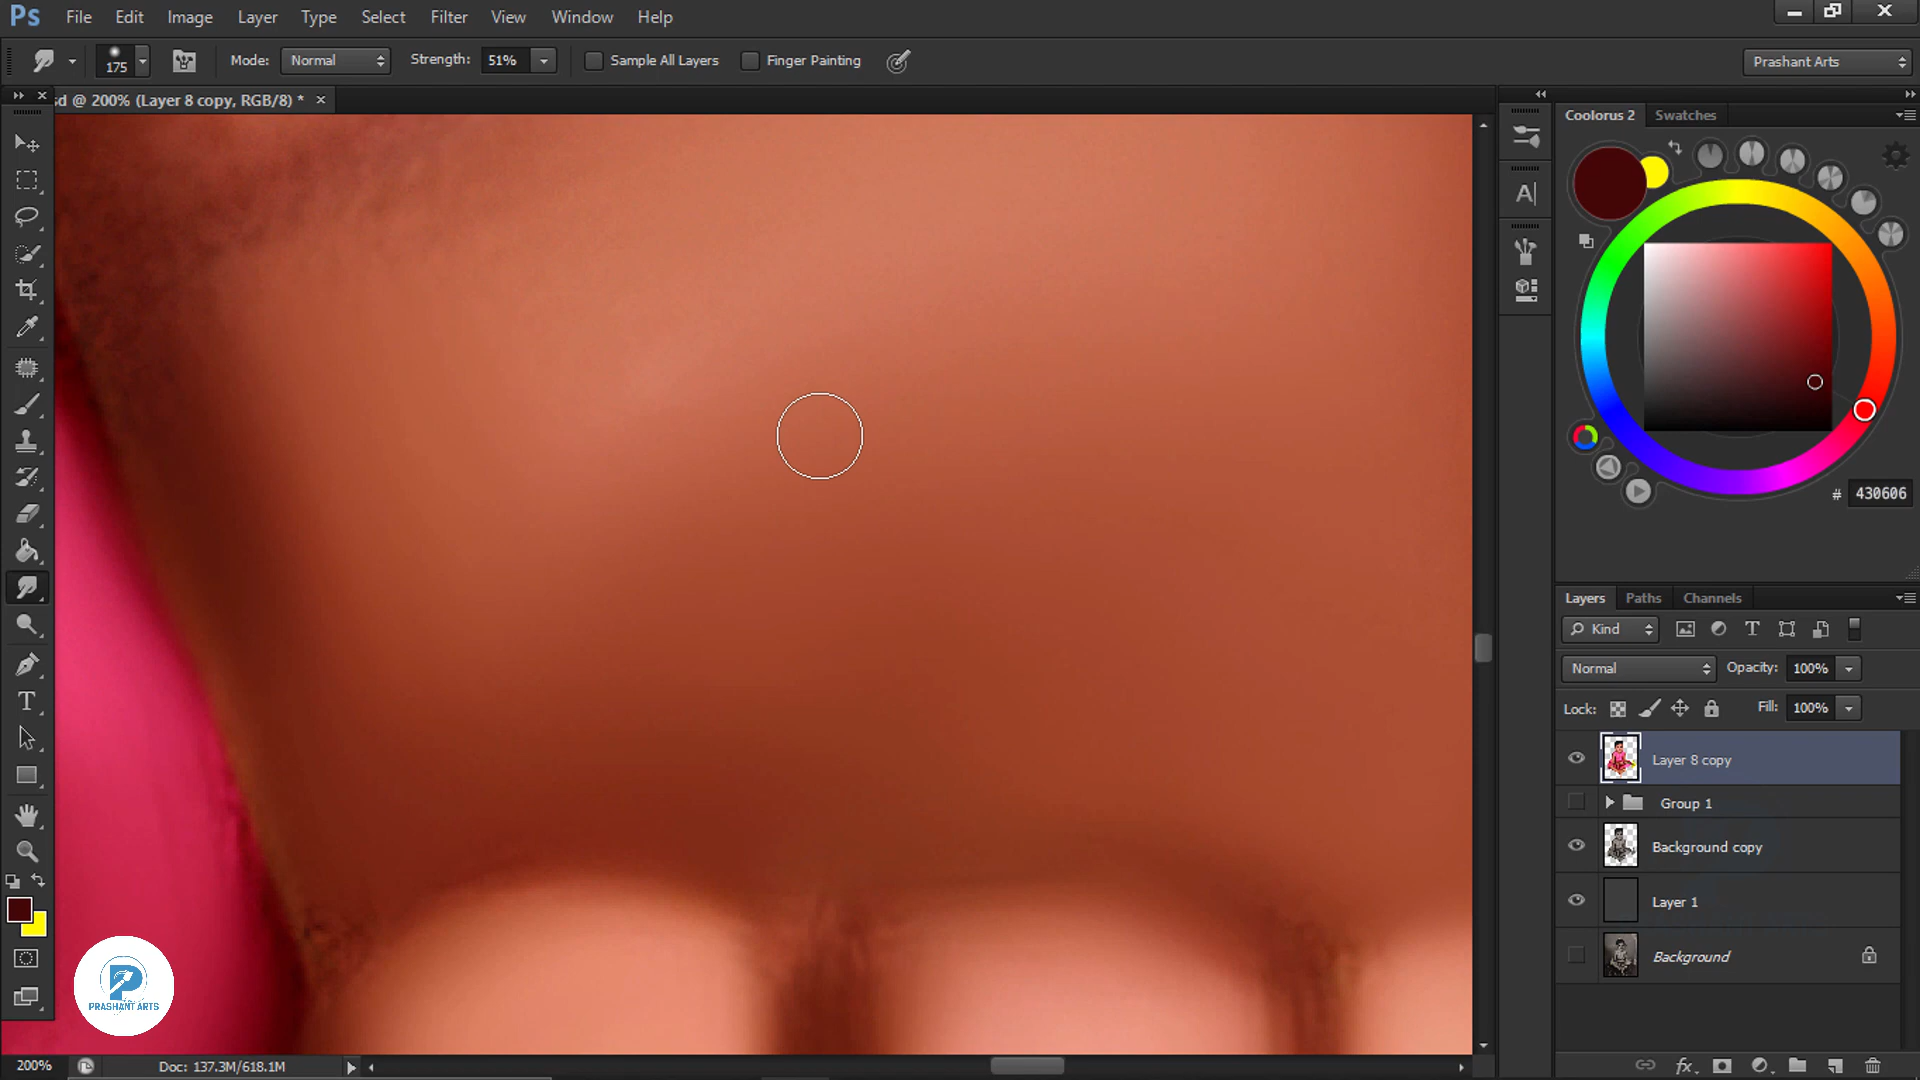 Ps File Edit Image Layer Type Select Filter View Window Help
175 Mode: Normal Strength: 51% Sample All Layers Finger Painting Prashant Arts
sd @ 200% (Layer 8 copy, RGB/8) * ×
Coolorus 2 Swatches
# 430606
Layers Paths Channels
Kind
Normal Opacity: 100%
Lock: Fill: 100%
Layer 8 copy
Group 1
Background copy
Layer 1
Background
P
PRASHANT ARTS
200% Doc: 137.3M/618.1M